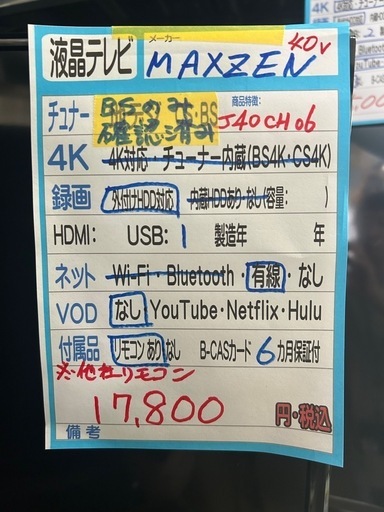 液晶テレビ
メーカー
MAXZEN
40v
チューナー
BSのみ
確認済み
CS・BS
商品特徴:
J40CH06
4K 4K対応・チューナー内蔵(BS4K・CS4K)
録画 外付けHDD対応・内蔵HDDあり・なし(容量: )
HDMI: USB: 1 製造年 年
ネット Wi-Fi・Bluetooth・有線・なし
VOD なし YouTube・Netflix・Hulu
付属品 リモコンあり なし B-CASカード 6カ月保証付
※他社リモコン
17,800
円・税込
備考
4K